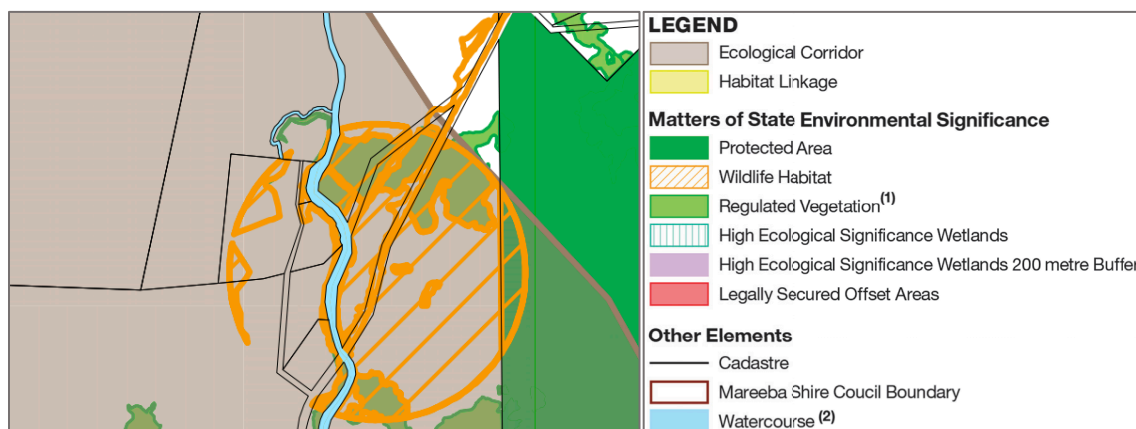 LEGEND
Ecological Corridor
Habitat Linkage
Matters of State Environmental Significance
Protected Area
Wildlife Habitat
Regulated Vegetation(1)
High Ecological Significance Wetlands
High Ecological Significance Wetlands 200 metre Buffer
Legally Secured Offset Areas
Other Elements
Cadastre
Mareeba Shire Coucil Boundary
Watercourse (2)